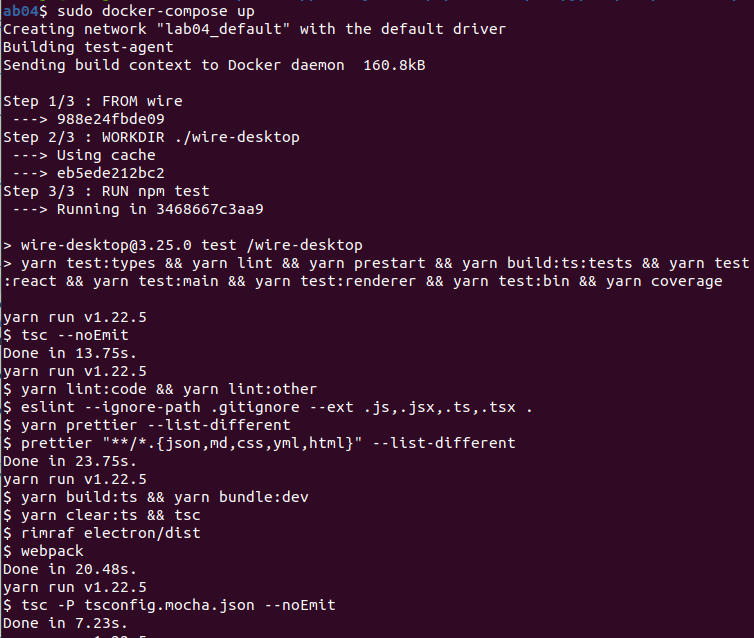 ab04$ sudo docker-compose up
Creating network "lab04_default" with the default driver
Building test-agent
Sending build context to Docker daemon  160.8kB
Step 1/3 : FROM wire
 ---> 988e24fbde09
Step 2/3 : WORKDIR ./wire-desktop
 ---> Using cache
 ---> eb5ede212bc2
Step 3/3 : RUN npm test
 ---> Running in 3468667c3aa9
> wire-desktop@3.25.0 test /wire-desktop
> yarn test:types && yarn lint && yarn prestart && yarn build:ts:tests && yarn test
:react && yarn test:main && yarn test:renderer && yarn test:bin && yarn coverage
yarn run v1.22.5
$ tsc --noEmit
Done in 13.75s.
yarn run v1.22.5
$ yarn lint:code && yarn lint:other
$ eslint --ignore-path .gitignore --ext .js,.jsx,.ts,.tsx .
$ yarn prettier --list-different
$ prettier "**/*.{json,md,css,yml,html}" --list-different
Done in 23.75s.
yarn run v1.22.5
$ yarn build:ts && yarn bundle:dev
$ yarn clear:ts && tsc
$ rimraf electron/dist
$ webpack
Done in 20.48s.
yarn run v1.22.5
$ tsc -P tsconfig.mocha.json --noEmit
Done in 7.23s.